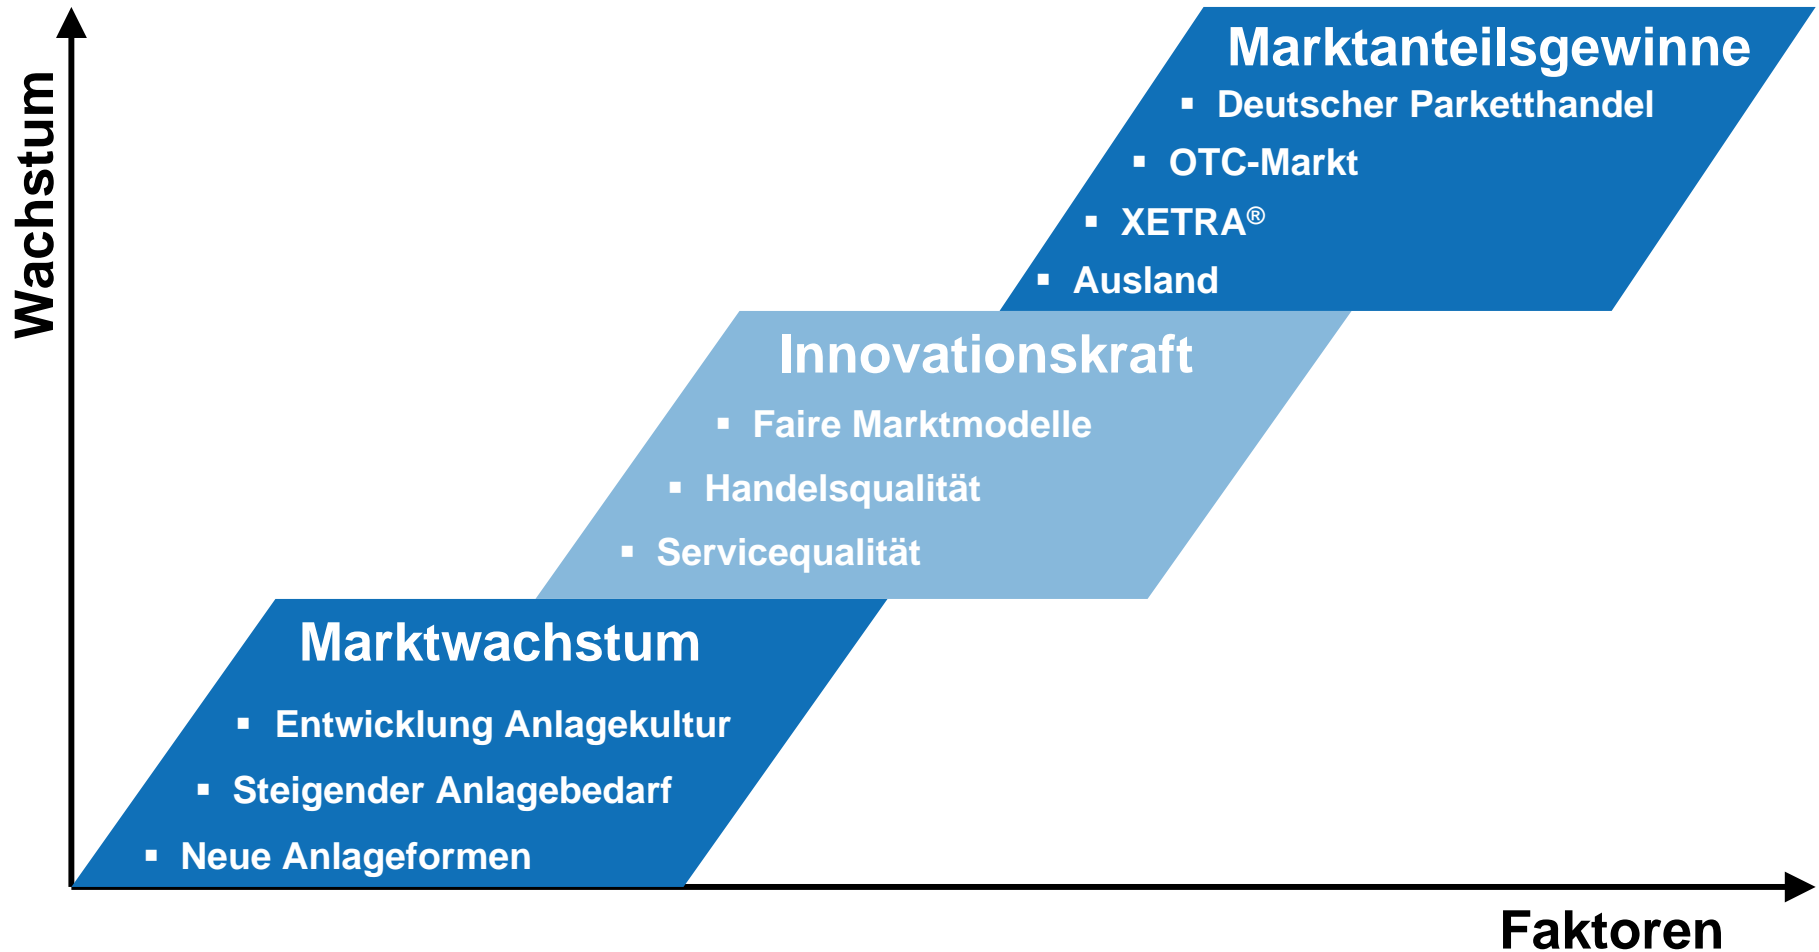 Wachstum
Marktanteilsgewinne
▪ Deutscher Parketthandel
▪ OTC-Markt
▪ XETRA®
▪ Ausland
Innovationskraft
▪ Faire Marktmodelle
▪ Handelsqualität
▪ Servicequalität
Marktwachstum
▪ Entwicklung Anlagekultur
▪ Steigender Anlagebedarf
▪ Neue Anlageformen
Faktoren